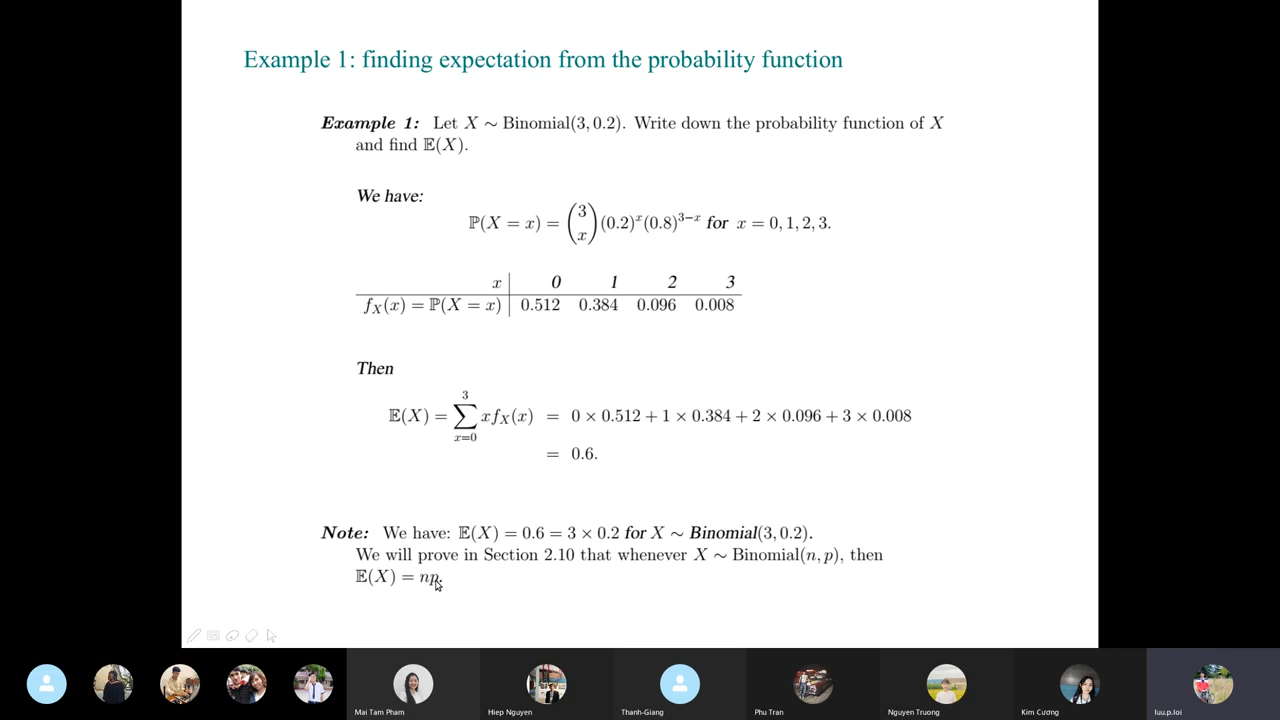 Example 1: finding expectation from the probability function
Example 1: Let X ∼ Binomial(3, 0.2). Write down the probability function of X
and find 𝔼(X).
We have:
ℙ(X = x) = (3 x)(0.2)^x(0.8)^{3−x} for x = 0, 1, 2, 3.
x | 0 1 2 3
f_X(x) = ℙ(X = x) | 0.512 0.384 0.096 0.008
Then
𝔼(X) = ∑_{x=0}^{3} x f_X(x) = 0 × 0.512 + 1 × 0.384 + 2 × 0.096 + 3 × 0.008
= 0.6.
Note: We have: 𝔼(X) = 0.6 = 3 × 0.2 for X ∼ Binomial(3, 0.2).
We will prove in Section 2.10 that whenever X ∼ Binomial(n, p), then
𝔼(X) = np.
Mai Tam Pham
Hiep Nguyen
Thanh-Giang
Phu Tran
Nguyen Truong
Kim Cương
luu.p.loi